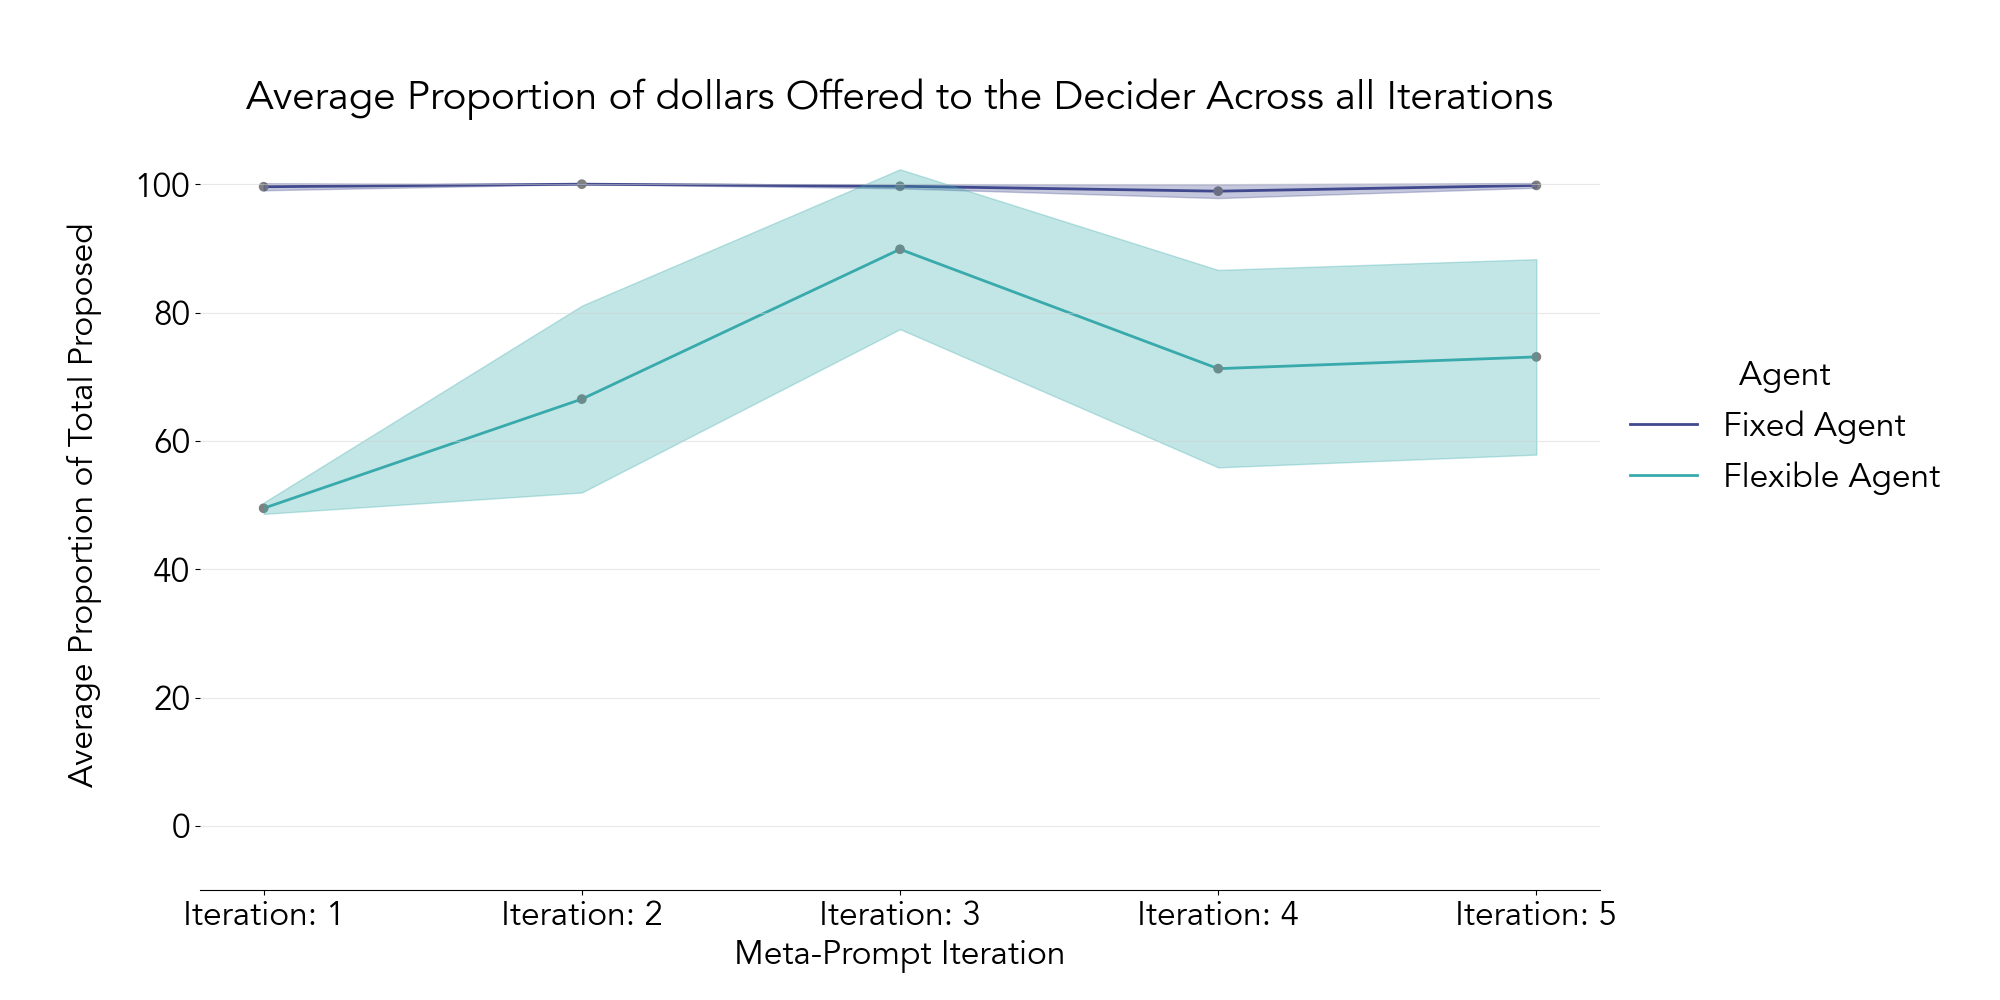 Average Proportion of dollars Offered to the Decider Across all Iterations
Average Proportion of Total Proposed
100
80
60
40
20
0
Iteration: 1
Iteration: 2
Iteration: 3
Iteration: 4
Iteration: 5
Meta-Prompt Iteration
Agent
Fixed Agent
Flexible Agent